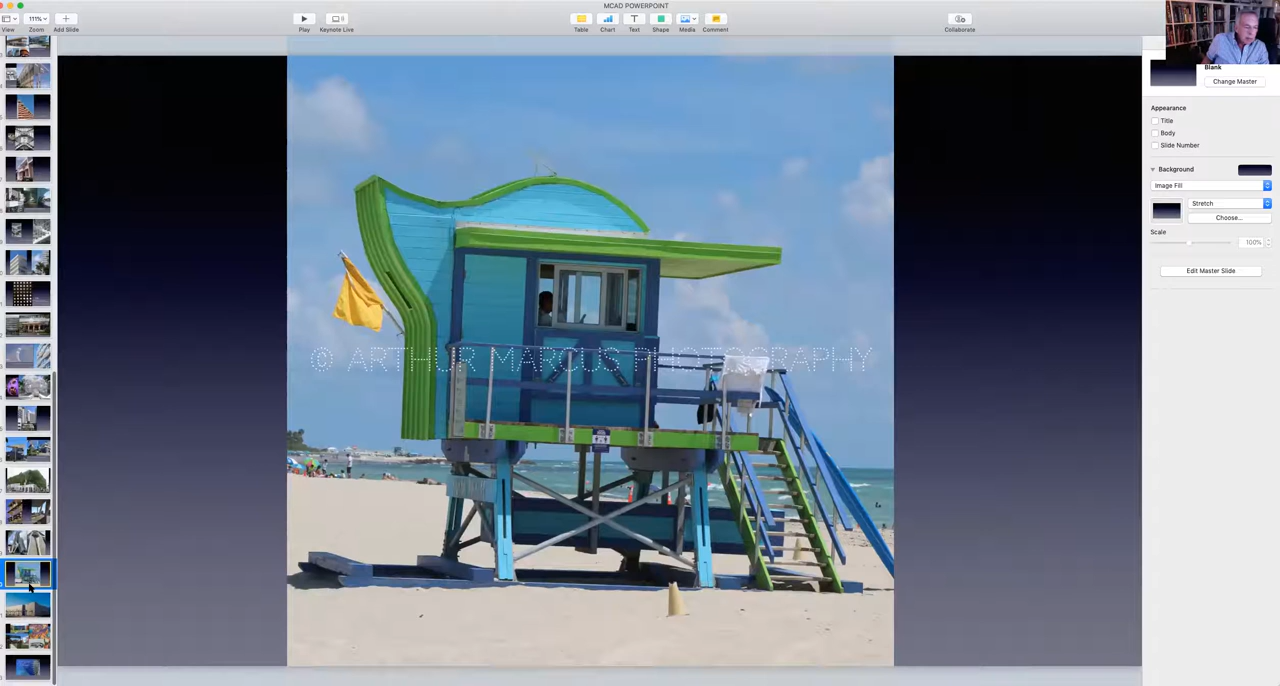 MCAD POWERPOINT
111%
View
Zoom
Add Slide
Play
Keynote Live
Table
Chart
Text
Shape
Media
Comment
Collaborate
Blank
Change Master
Appearance
Title
Body
Slide Number
Background
Image Fill
Stretch
Choose...
Scale
100%
Edit Master Slide
© ARTHUR MARCUS PHOTOGRAPHY